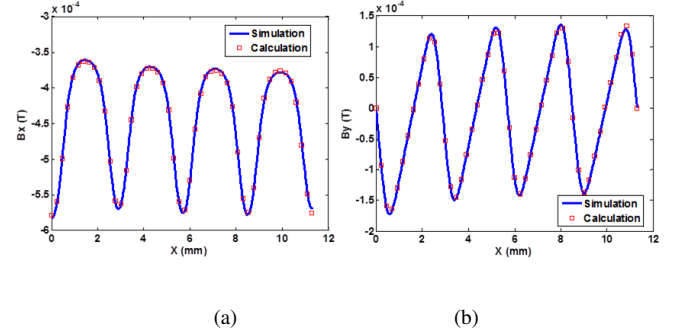 x 10⁻⁴
-3
-3.5
-4
-4.5
-5
-5.5
-6
Bx (T)
0 2 4 6 8 10 12
X (mm)
Simulation
Calculation
(a)
x 10⁻⁴
1.5
1
0.5
0
-0.5
-1
-1.5
-2
By (T)
0 2 4 6 8 10 12
X (mm)
Simulation
Calculation
(b)